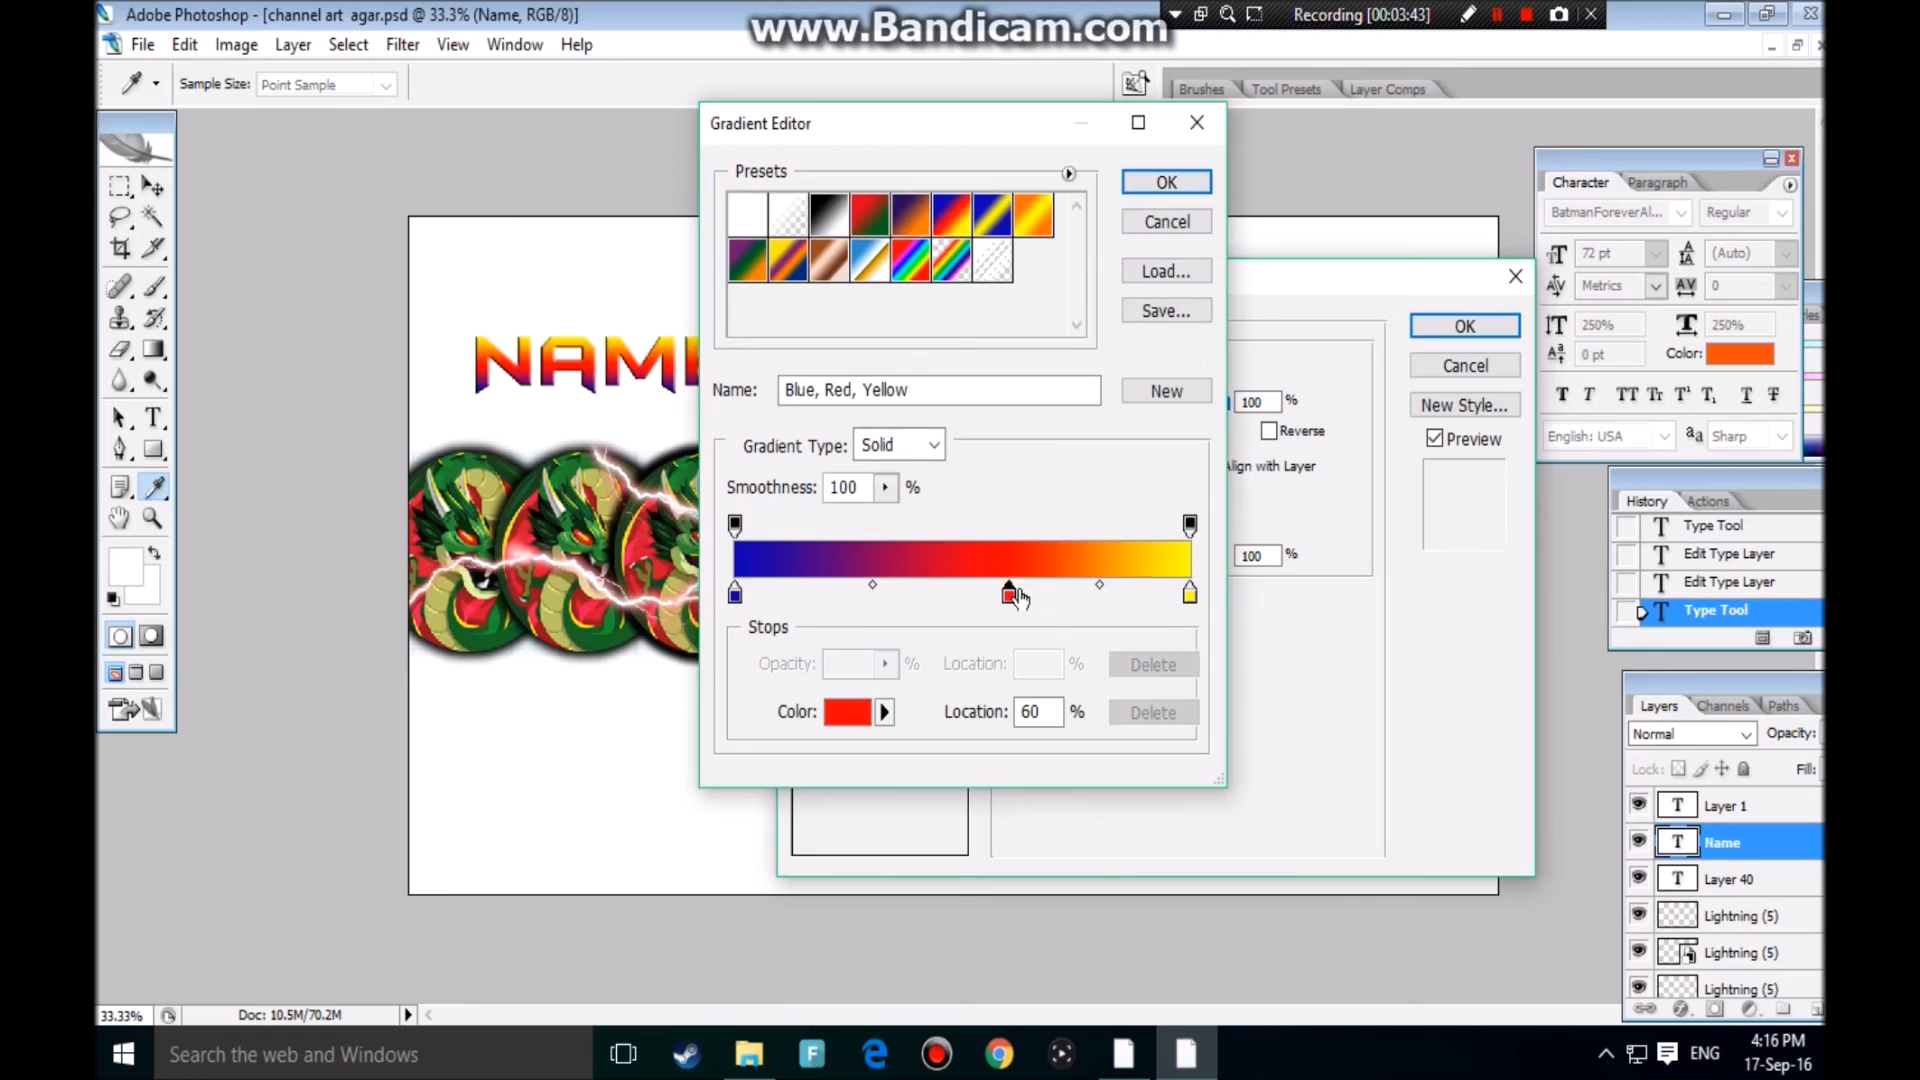 Adobe Photoshop - [channel art  agar.psd @ 33.3% (Name, RGB/8)]
www.Bandicam.com
Recording [00:03:43]
File Edit Image Layer Select Filter View Window Help
Sample Size: Point Sample
Brushes Tool Presets Layer Comps
Gradient Editor
Presets
OK
Cancel
Load...
Save...
Name: Blue, Red, Yellow
New
Gradient Type: Solid
Smoothness: 100 %
Stops
Opacity: % Location: % Delete
Color: Location: 60 % Delete
NAME
OK
Cancel
New Style...
Preview
100 %
Reverse
Align with Layer
100 %
Character Paragraph
BatmanForeverAl... Regular
72 pt (Auto)
Metrics 0
250% 250%
0 pt Color:
T T TT Tr T¹ T₁ T T
English: USA aa Sharp
History Actions
Type Tool
Edit Type Layer
Edit Type Layer
Type Tool
Layers Channels Paths
Normal Opacity:
Lock: Fill:
T Layer 1
T Name
T Layer 40
Lightning (5)
Lightning (5)
Lightning (5)
33.33% Doc: 10.5M/70.2M
Search the web and Windows
ENG
4:16 PM
17-Sep-16